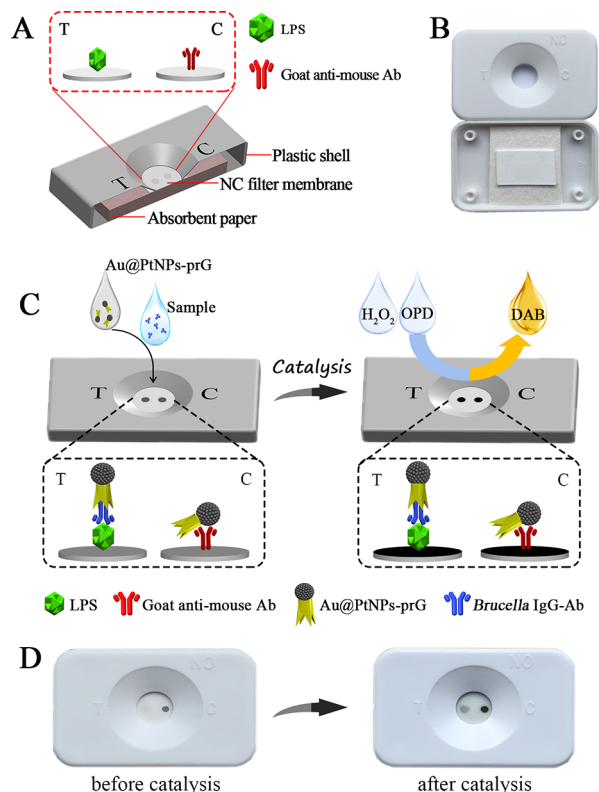 A
T
C
LPS
Goat anti-mouse Ab
T
C
Plastic shell
NC filter membrane
Absorbent paper
B
NO
T
C
C
Au@PtNPs-prG
Sample
T
C
T
C
Catalysis
H₂O₂
OPD
DAB
T
C
T
C
LPS
Goat anti-mouse Ab
Au@PtNPs-prG
Brucella IgG-Ab
D
NO
T
C
before catalysis
NO
T
C
after catalysis